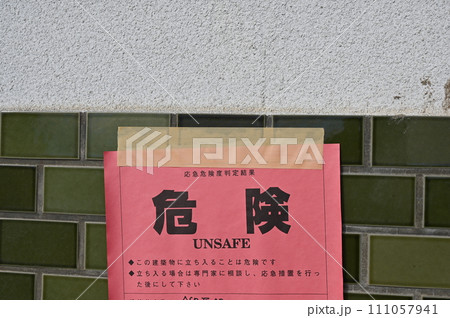 応急危険度判定結果
危 険
UNSAFE
◆この建築物に立ち入ることは危険です
◆立ち入る場合は専門家に相談し、応急措置を行っ
た後にして下さい
PIXTA
111057941